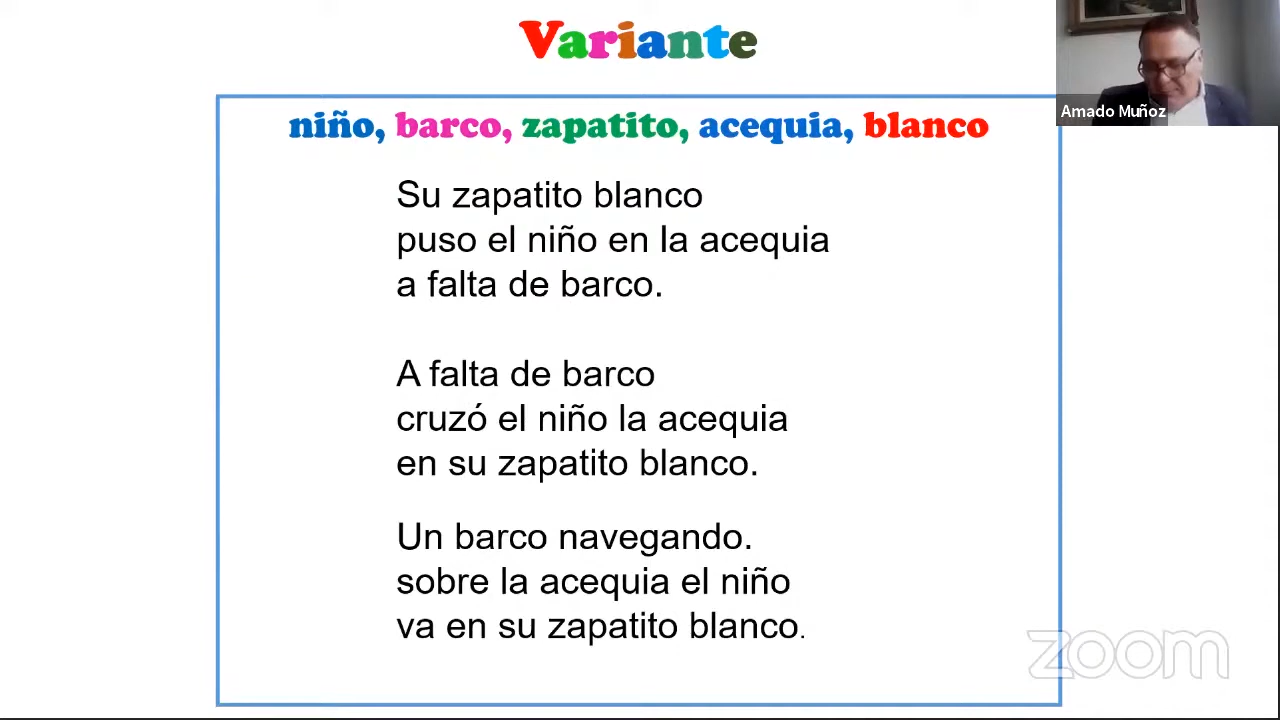 Variante
Amado Muñoz
niño, barco, zapatito, acequia, blanco
Su zapatito blanco
puso el niño en la acequia
a falta de barco.
A falta de barco
cruzó el niño la acequia
en su zapatito blanco.
Un barco navegando.
sobre la acequia el niño
va en su zapatito blanco.
zoom